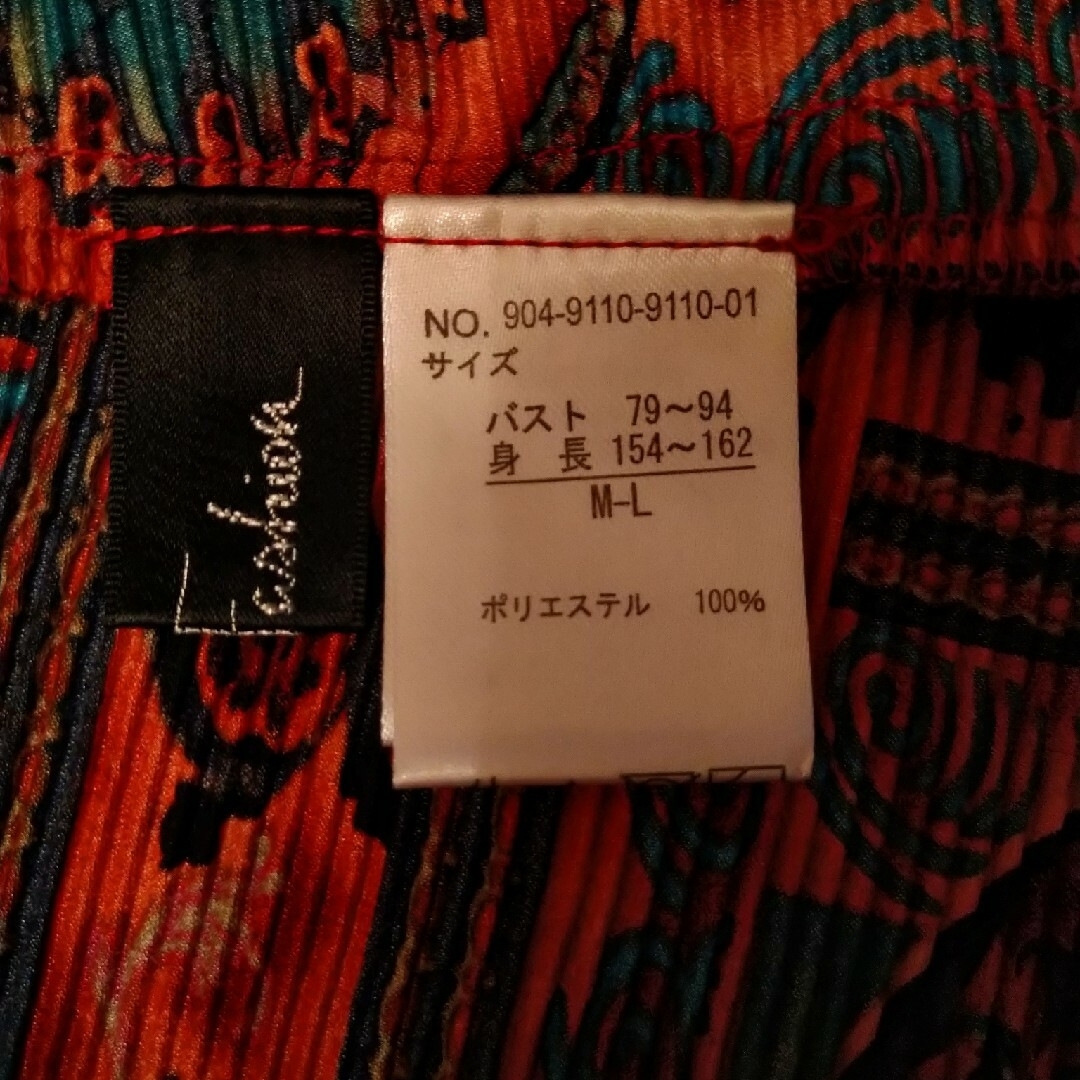 Fashion
NO. 904-9110-9110-01
サイズ
バスト 79～94
身 長 154～162
M-L
ポリエステル 100%